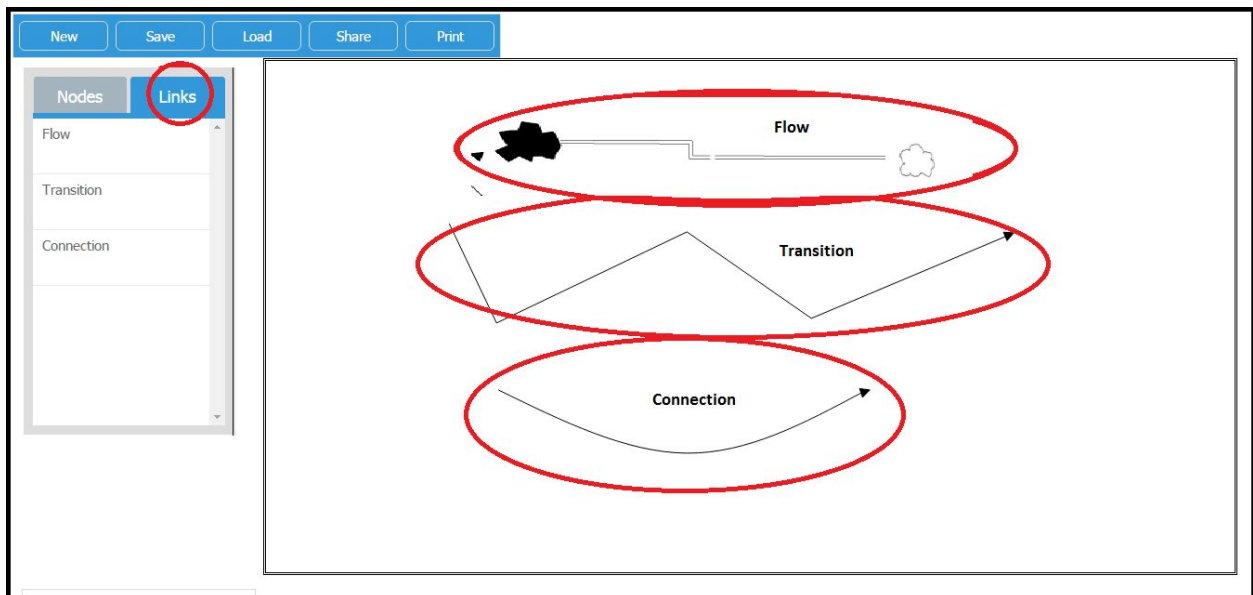 New Save Load Share Print
Nodes Links
Flow
Transition
Connection
Flow
Transition
Connection